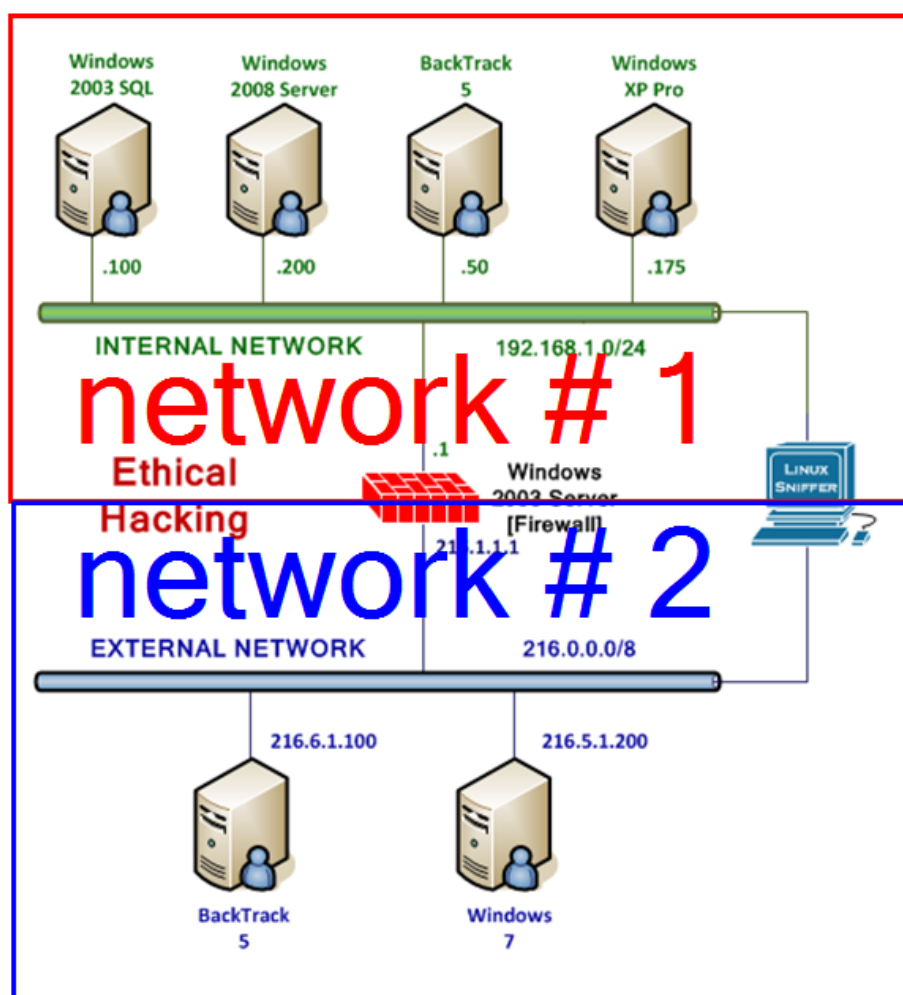 Windows
2003 SQL
Windows
2008 Server
BackTrack
5
Windows
XP Pro
.100
.200
.50
.175
INTERNAL NETWORK
192.168.1.0/24
network # 1
.1
Ethical
Hacking
Windows
2003 Server
[Firewall]
LINUX
SNIFFER
network # 2
EXTERNAL NETWORK
216.0.0.0/8
216.6.1.100
216.5.1.200
BackTrack
5
Windows
7